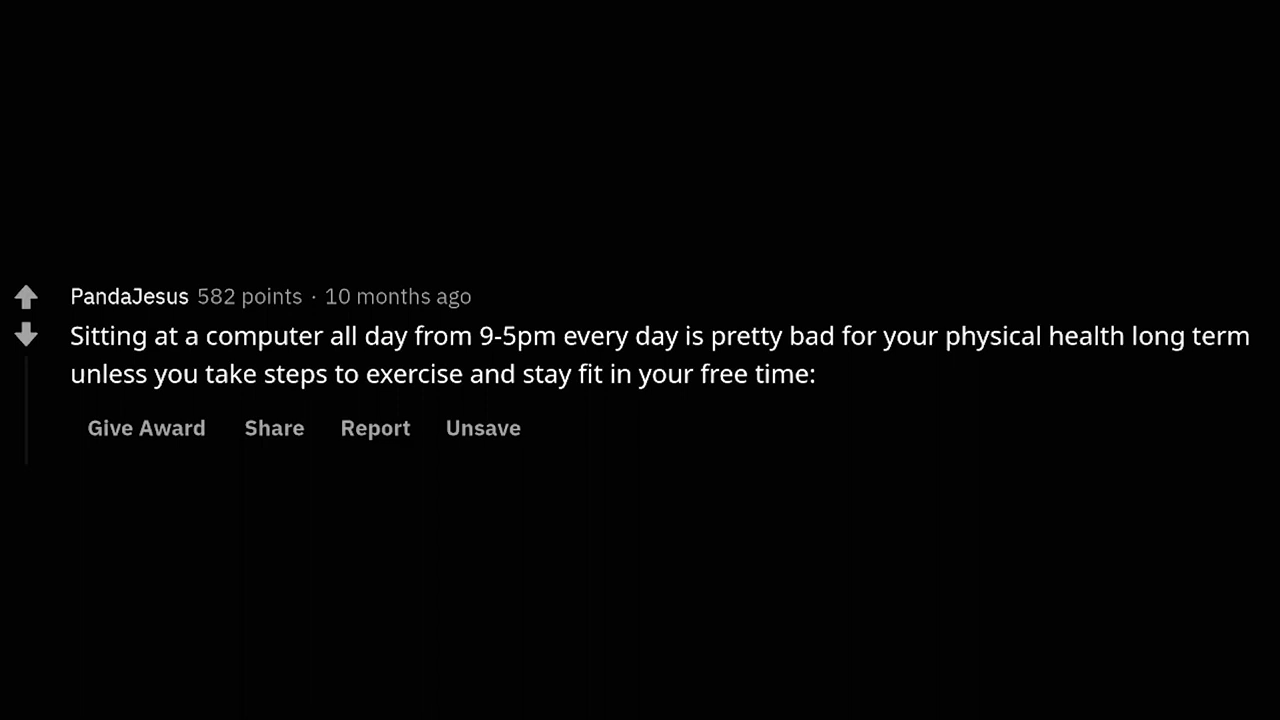 PandaJesus 582 points · 10 months ago
Sitting at a computer all day from 9-5pm every day is pretty bad for your physical health long term
unless you take steps to exercise and stay fit in your free time:
Give Award Share Report Unsave